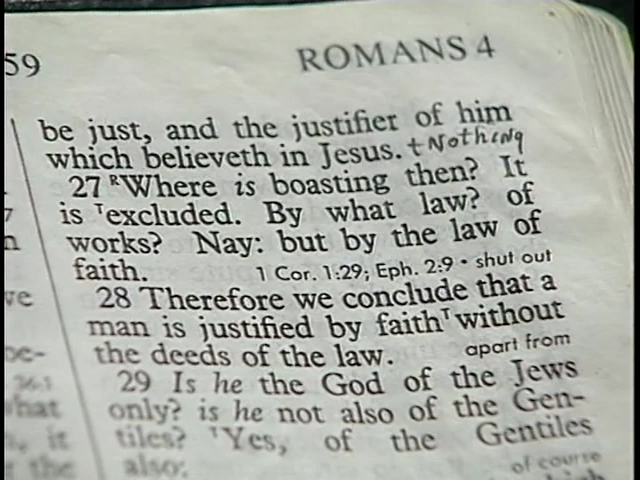 59
ROMANS 4
be just, and the justifier of him
which believeth in Jesus. + Nothing
27 RWhere is boasting then? It
is Texcluded. By what law? of
works? Nay: but by the law of
faith. 1 Cor. 1:29; Eph. 2:9 • shut out
28 Therefore we conclude that a
man is justified by faithT without
the deeds of the law. apart from
29 Is he the God of the Jews
only? is he not also of the Gen-
tiles? TYes, of the Gentiles
also: of course